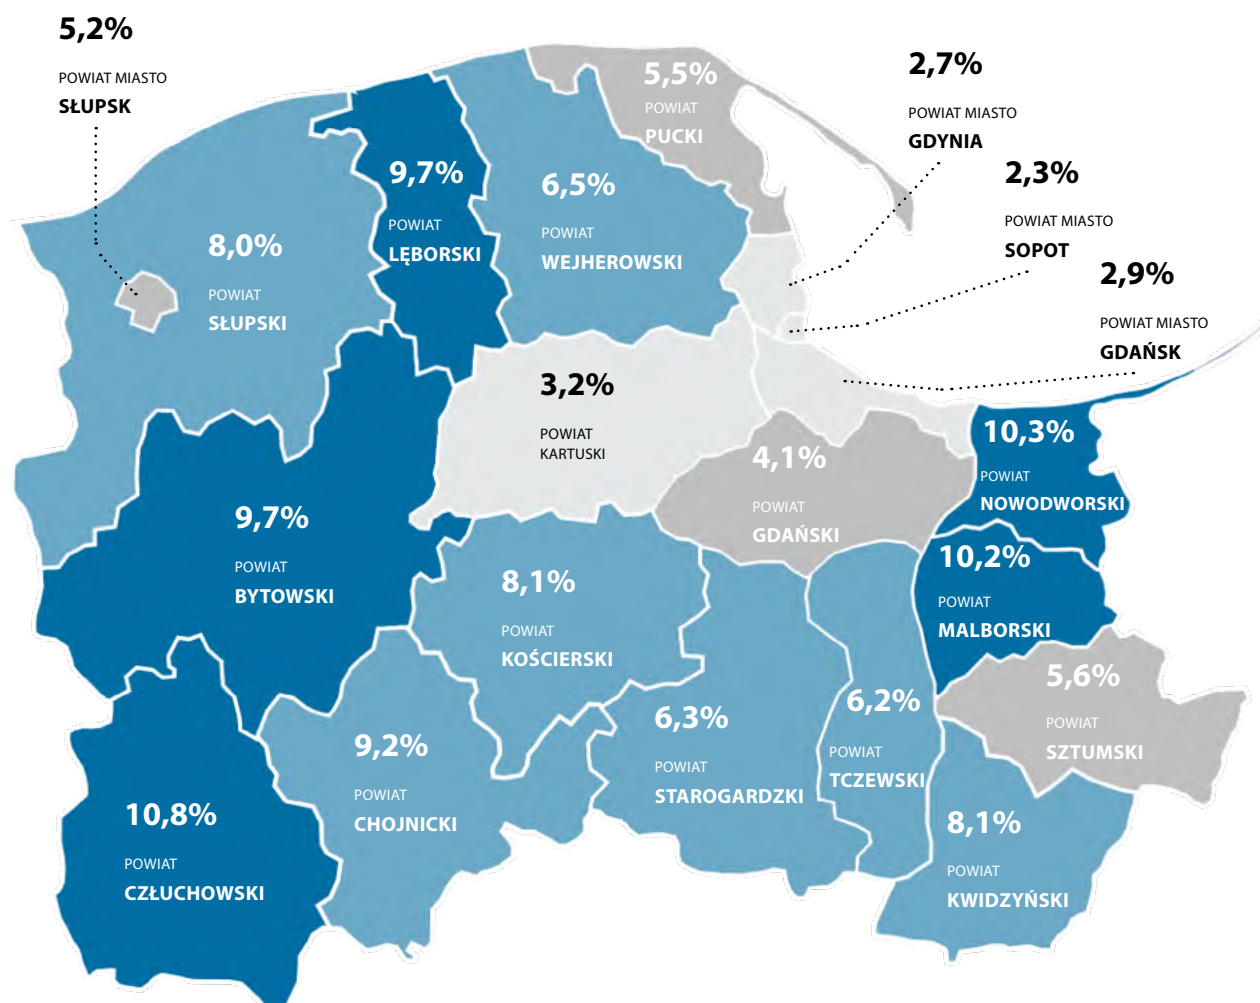 5,2%
POWIAT MIASTO
SŁUPSK
5,5%
POWIAT
PUCKI
2,7%
POWIAT MIASTO
GDYNIA
2,3%
POWIAT MIASTO
SOPOT
2,9%
POWIAT MIASTO
GDAŃSK
9,7%
POWIAT
LĘBORSKI
6,5%
POWIAT
WEJHEROWSKI
8,0%
POWIAT
SŁUPSKI
3,2%
POWIAT
KARTUSKI
4,1%
POWIAT
GDAŃSKI
10,3%
POWIAT
NOWODWORSKI
9,7%
POWIAT
BYTOWSKI
8,1%
POWIAT
KOŚCIERSKI
10,2%
POWIAT
MALBORSKI
5,6%
POWIAT
SZTUMSKI
6,3%
POWIAT
STAROGARDZKI
6,2%
POWIAT
TCZEWSKI
9,2%
POWIAT
CHOJNICKI
10,8%
POWIAT
CZŁUCHOWSKI
8,1%
POWIAT
KWIDZYŃSKI